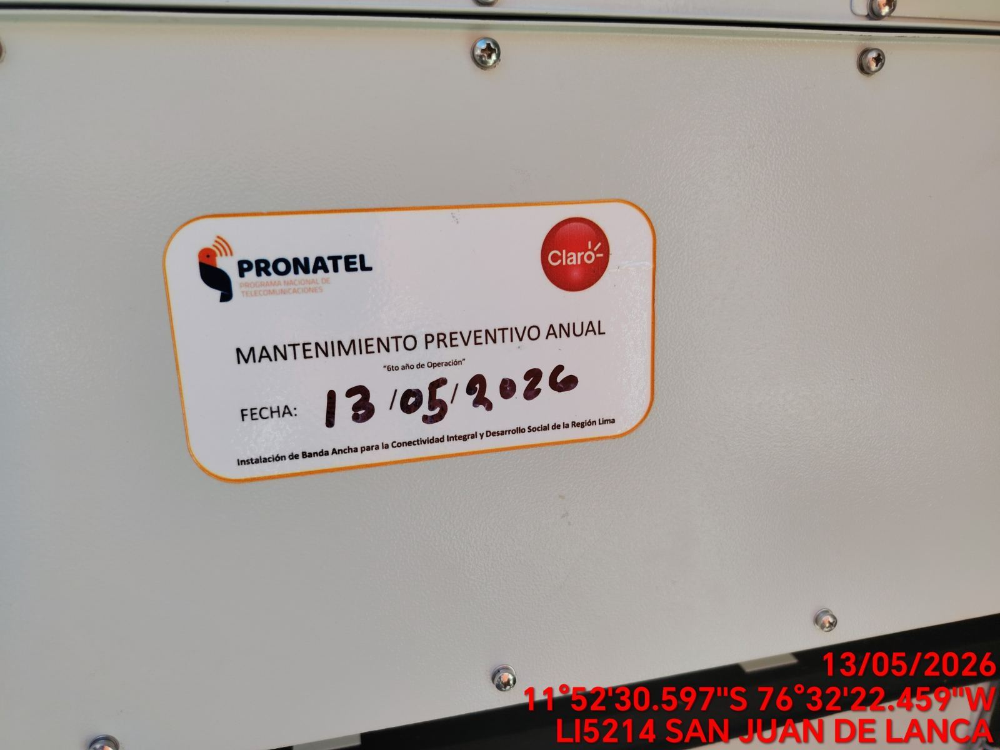 PRONATEL
PROGRAMA NACIONAL DE
TELECOMUNICACIONES
Claro
MANTENIMIENTO PREVENTIVO ANUAL
"6to año de Operación"
FECHA: 13/05/2026
Instalación de Banda Ancha para la Conectividad Integral y Desarrollo Social de la Región Lima
13/05/2026
11°52'30.597"S 76°32'22.459"W
LI5214 SAN JUAN DE LANCA